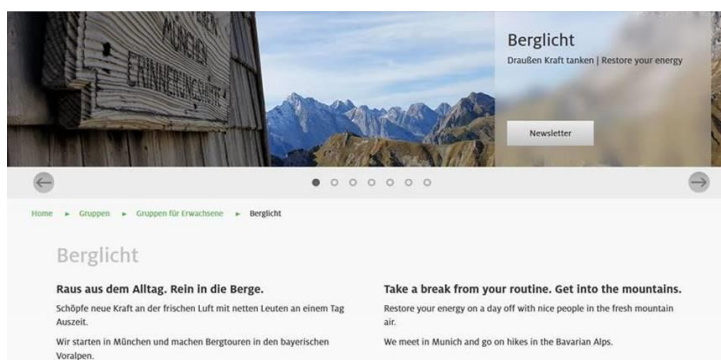 MÜNCHEN
ERINNERUNGSHÜTTE
Berglicht
Draußen Kraft tanken | Restore your energy
Newsletter
Home ► Gruppen ► Gruppen für Erwachsene ► Berglicht
Berglicht
Raus aus dem Alltag. Rein in die Berge.
Schöpfe neue Kraft an der frischen Luft mit netten Leuten an einem Tag
Auszeit.
Wir starten in München und machen Bergtouren in den bayerischen
Voralpen.
Take a break from your routine. Get into the mountains.
Restore your energy on a day off with nice people in the fresh mountain
air.
We meet in Munich and go on hikes in the Bavarian Alps.